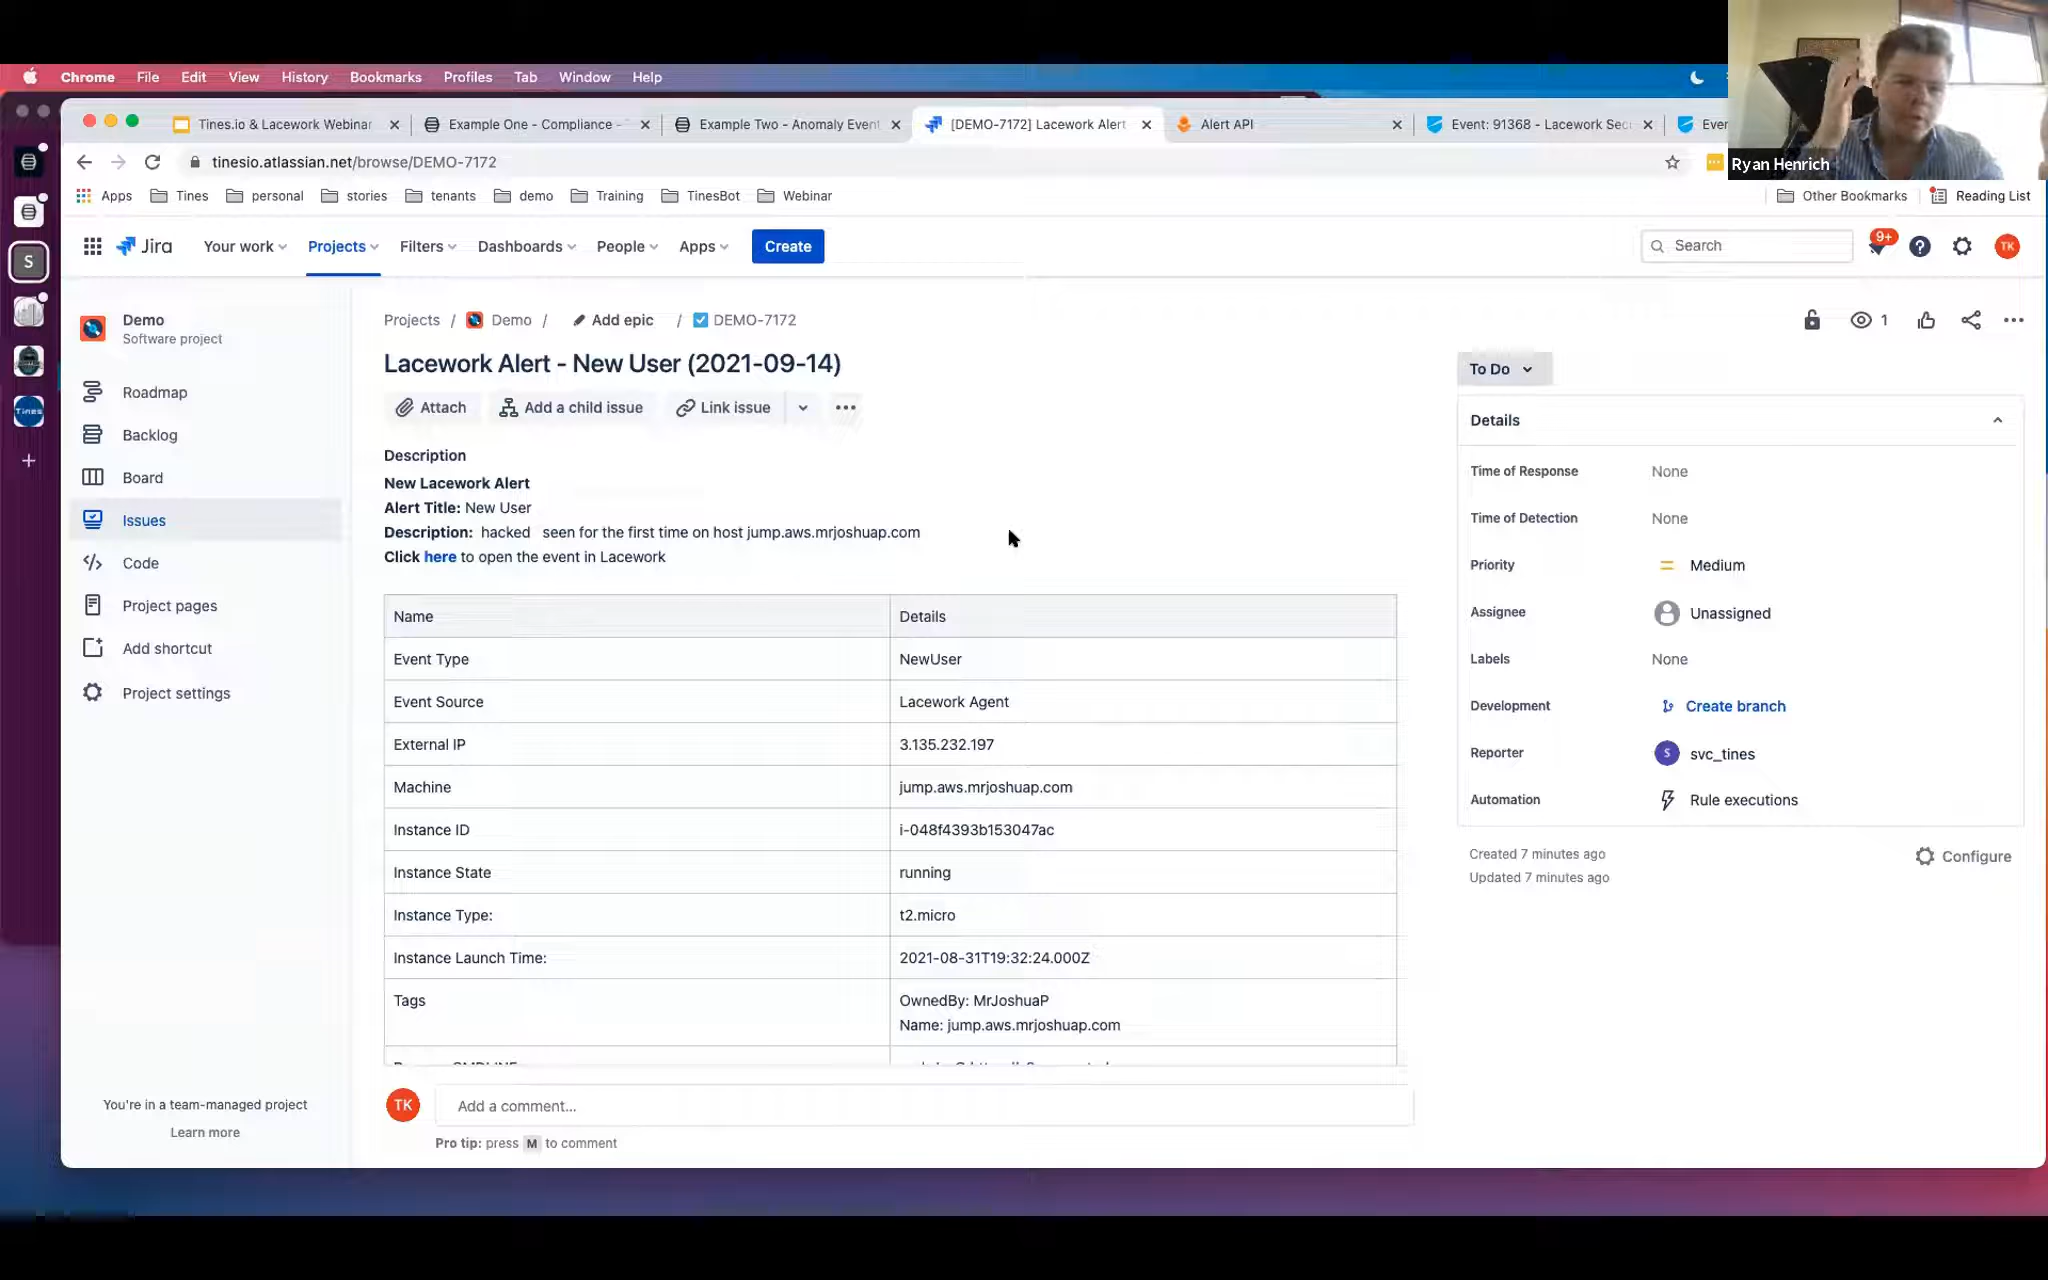 Chrome File Edit View History Bookmarks Profiles Tab Window Help
Tines.io & Lacework Webinar
Example One - Compliance -
Example Two - Anomaly Event
[DEMO-7172] Lacework Alert
Alert API
Event: 91368 - Lacework Sec
Even
Ryan Henrich
tinesio.atlassian.net/browse/DEMO-7172
Apps Tines personal stories tenants demo Training TinesBot Webinar Other Bookmarks Reading List
Jira Your work Projects Filters Dashboards People Apps Create Search 9+ TK
S
Tines
Demo
Software project
Roadmap
Backlog
Board
Issues
Code
Project pages
Add shortcut
Project settings
You're in a team-managed project
Learn more
Projects / Demo / Add epic / DEMO-7172
1
Lacework Alert - New User (2021-09-14)
Attach Add a child issue Link issue
Description
New Lacework Alert
Alert Title: New User
Description: hacked seen for the first time on host jump.aws.mrjoshuap.com
Click here to open the event in Lacework
Name Details
Event Type NewUser
Event Source Lacework Agent
External IP 3.135.232.197
Machine jump.aws.mrjoshuap.com
Instance ID i-048f4393b153047ac
Instance State running
Instance Type: t2.micro
Instance Launch Time: 2021-08-31T19:32:24.000Z
Tags OwnedBy: MrJoshuaP
Name: jump.aws.mrjoshuap.com
TK Add a comment...
Pro tip: press M to comment
To Do
Details
Time of Response None
Time of Detection None
Priority Medium
Assignee Unassigned
Labels None
Development Create branch
Reporter S svc_tines
Automation Rule executions
Created 7 minutes ago
Updated 7 minutes ago
Configure